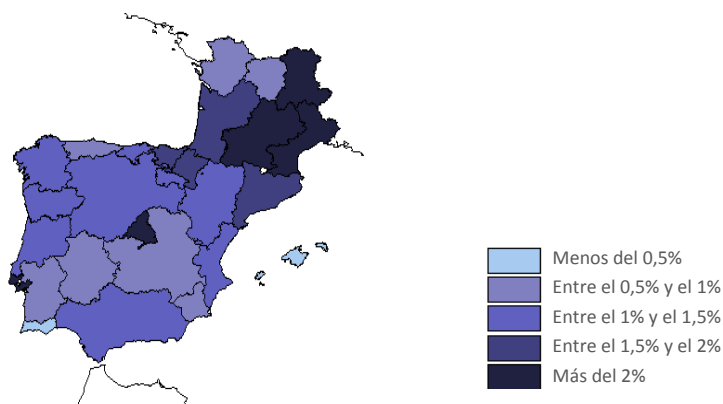 Menos del 0,5%
Entre el 0,5% y el 1%
Entre el 1% y el 1,5%
Entre el 1,5% y el 2%
Más del 2%